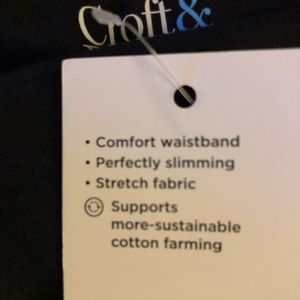 Croft&
• Comfort waistband
• Perfectly slimming
• Stretch fabric
Supports
more-sustainable
cotton farming